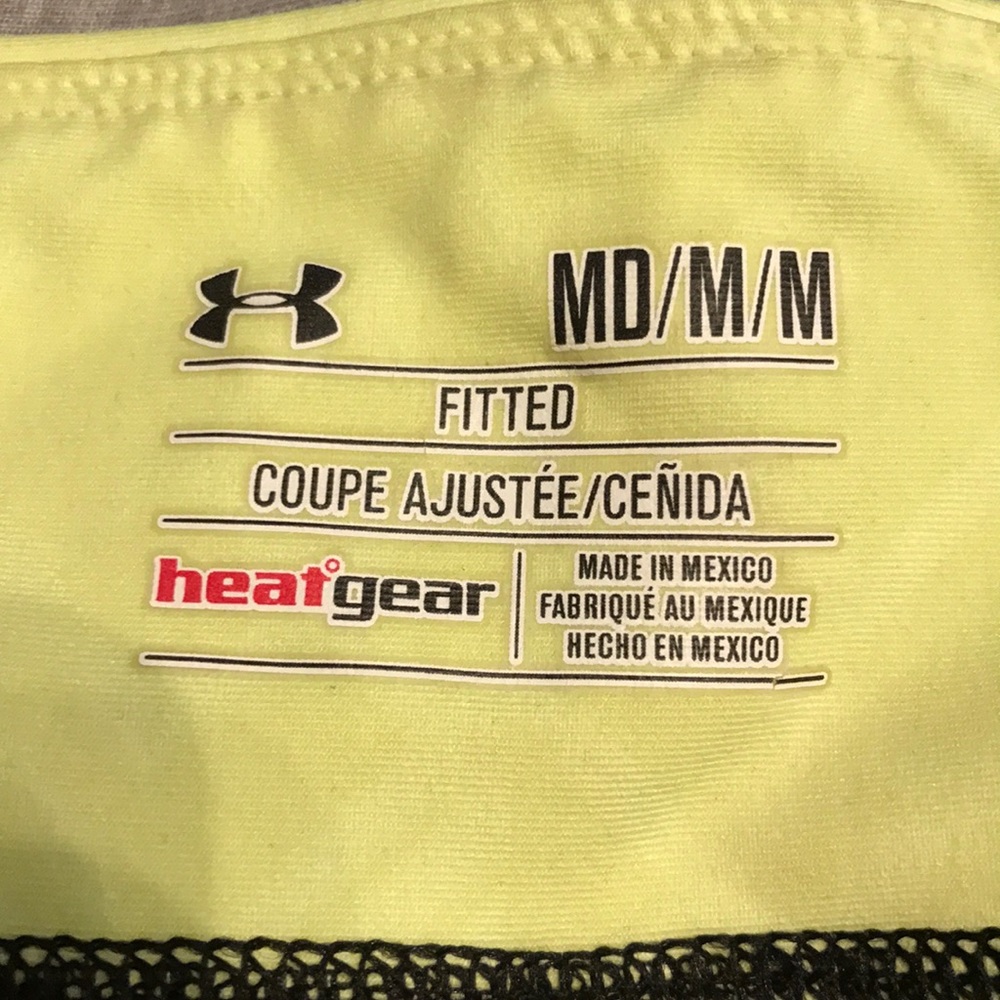 MD/M/M
FITTED
COUPE AJUSTÉE/CEÑIDA
heatgear
MADE IN MEXICO
FABRIQUÉ AU MEXIQUE
HECHO EN MEXICO